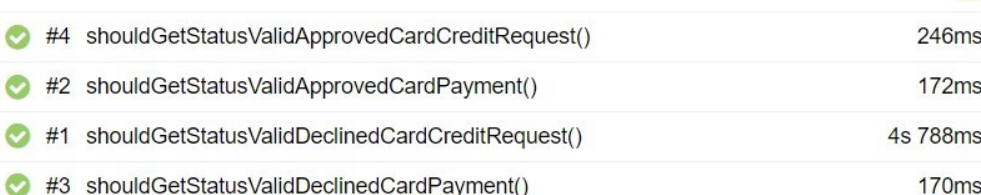 #4 shouldGetStatusValidApprovedCardCreditRequest() 246ms
#2 shouldGetStatusValidApprovedCardPayment() 172ms
#1 shouldGetStatusValidDeclinedCardCreditRequest() 4s 788ms
#3 shouldGetStatusValidDeclinedCardPayment() 170ms